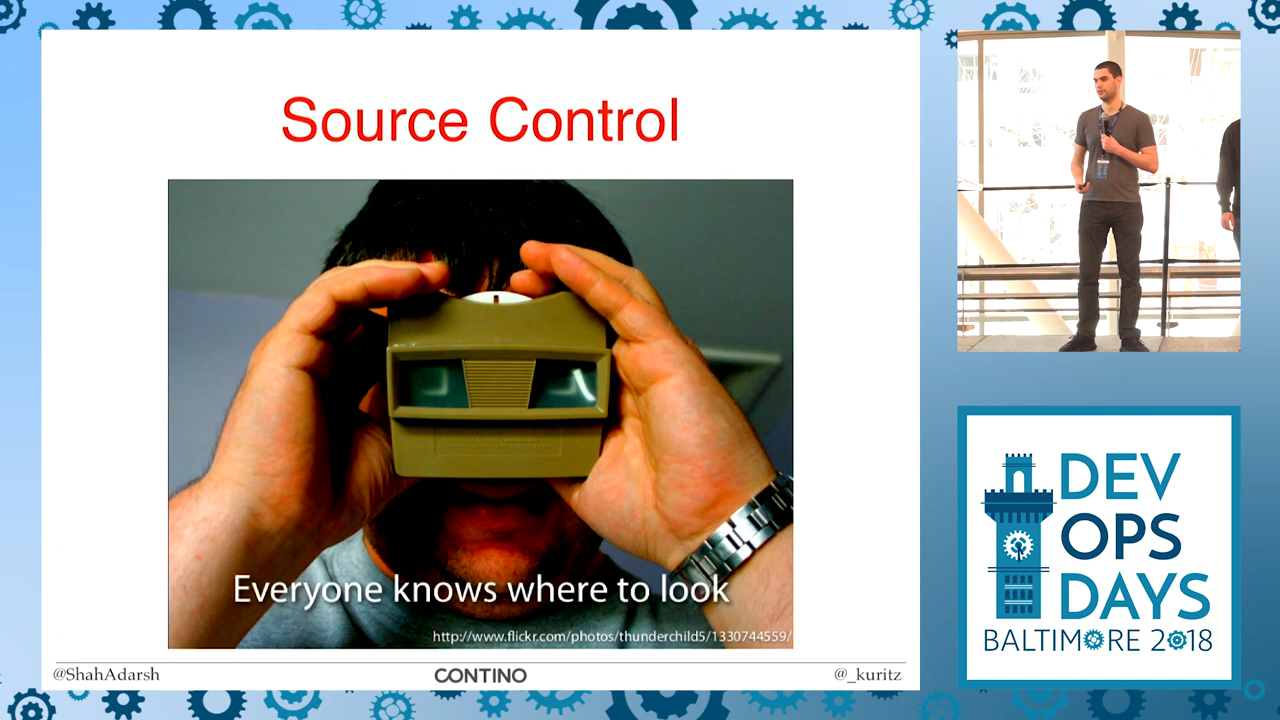 Source Control
Everyone knows where to look
http://www.flickr.com/photos/thunderchild5/1330744559/
@ShahAdarsh
CONTINO
@_kuritz
DEV
OPS
DAYS
BALTIMORE 2018